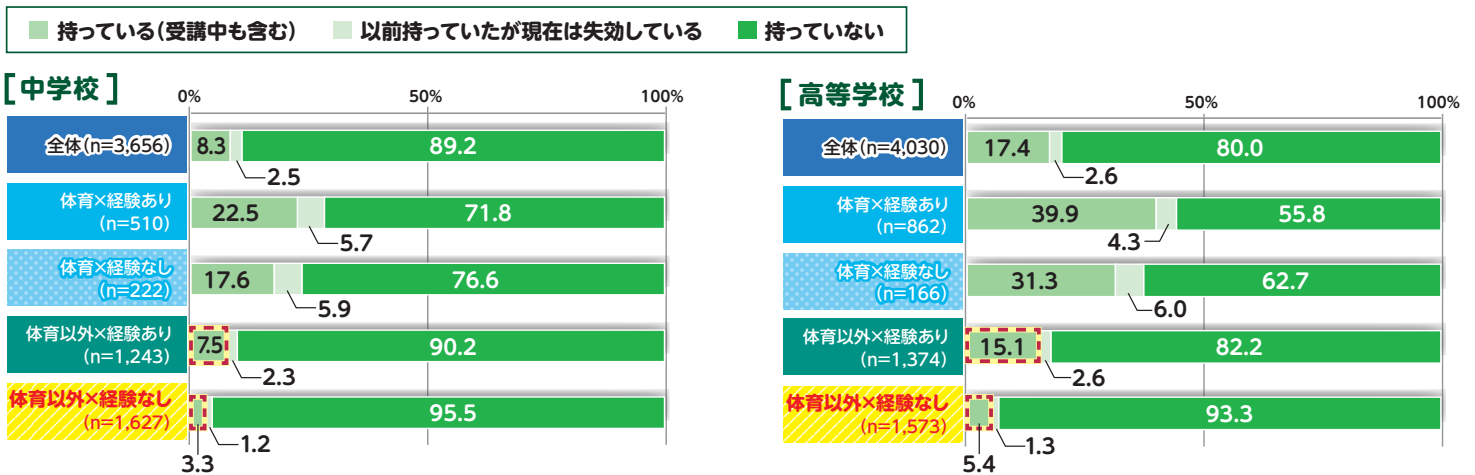 持っている(受講中も含む) 以前持っていたが現在は失効している 持っていない
[中学校]
0% 50% 100%
全体(n=3,656) 8.3 89.2
2.5
体育×経験あり
(n=510)
22.5 71.8
5.7
体育×経験なし
(n=222)
17.6 76.6
5.9
体育以外×経験あり
(n=1,243)
7.5 90.2
2.3
体育以外×経験なし
(n=1,627)
95.5
1.2
3.3
[高等学校]
0% 50% 100%
全体(n=4,030) 17.4 80.0
2.6
体育×経験あり
(n=862)
39.9 55.8
4.3
体育×経験なし
(n=166)
31.3 62.7
6.0
体育以外×経験あり
(n=1,374)
15.1 82.2
2.6
体育以外×経験なし
(n=1,573)
93.3
1.3
5.4